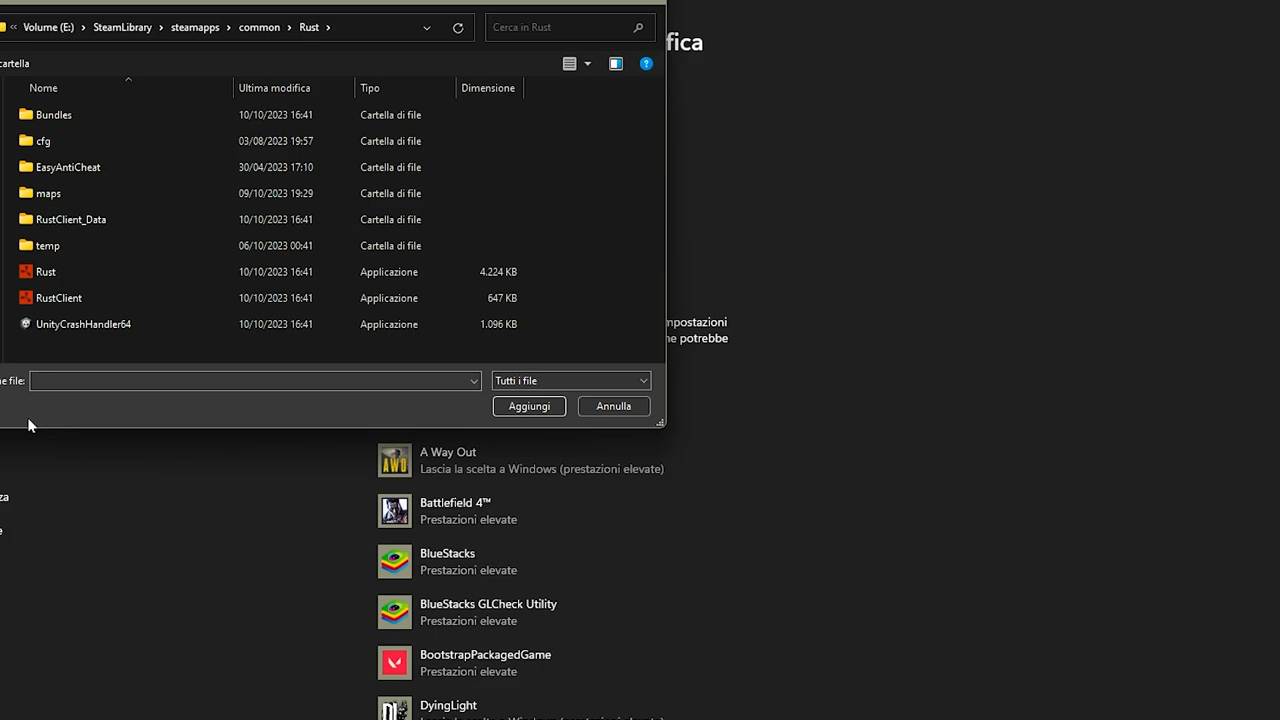 « Volume (E:) › SteamLibrary › steamapps › common › Rust ›
Cerca in Rust
fica
cartella
Nome Ultima modifica Tipo Dimensione
Bundles 10/10/2023 16:41 Cartella di file
cfg 03/08/2023 19:57 Cartella di file
EasyAntiCheat 30/04/2023 17:10 Cartella di file
maps 09/10/2023 19:29 Cartella di file
RustClient_Data 10/10/2023 16:41 Cartella di file
temp 06/10/2023 00:41 Cartella di file
Rust 10/10/2023 16:41 Applicazione 4.224 KB
RustClient 10/10/2023 16:41 Applicazione 647 KB
UnityCrashHandler64 10/10/2023 16:41 Applicazione 1.096 KB
mpostazioni
he potrebbe
e file:
Tutti i file
Aggiungi Annulla
A Way Out
Lascia la scelta a Windows (prestazioni elevate)
za
e
Battlefield 4™
Prestazioni elevate
BlueStacks
Prestazioni elevate
BlueStacks GLCheck Utility
Prestazioni elevate
BootstrapPackagedGame
Prestazioni elevate
DyingLight